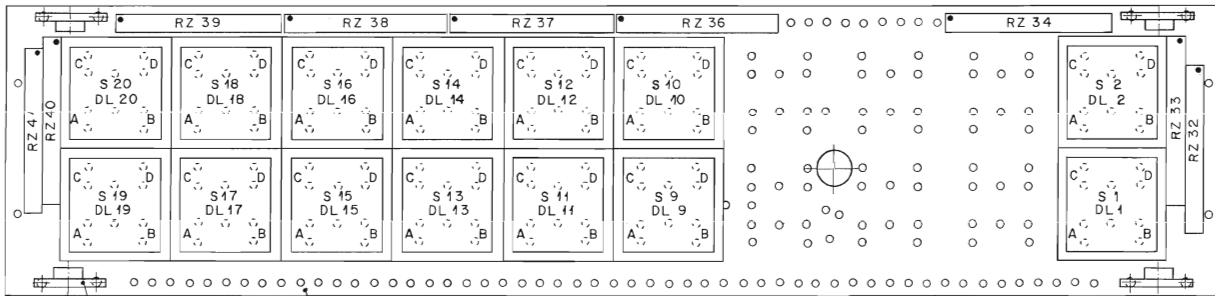 RZ 39
RZ 38
RZ 37
RZ 36
RZ 34
C D
S 20
DL 20
A B
C D
S 18
DL 18
A B
C D
S 16
DL 16
A B
C D
S 14
DL 14
A B
C D
S 12
DL 12
A B
C D
S 10
DL 10
A B
C D
S 2
DL 2
A B
RZ 41
RZ 40
RZ 33
RZ 32
C D
S 19
DL 19
A B
C D
S 17
DL 17
A B
C D
S 15
DL 15
A B
C D
S 13
DL 13
A B
C D
S 11
DL 11
A B
C D
S 9
DL 9
A B
C D
S 1
DL 1
A B